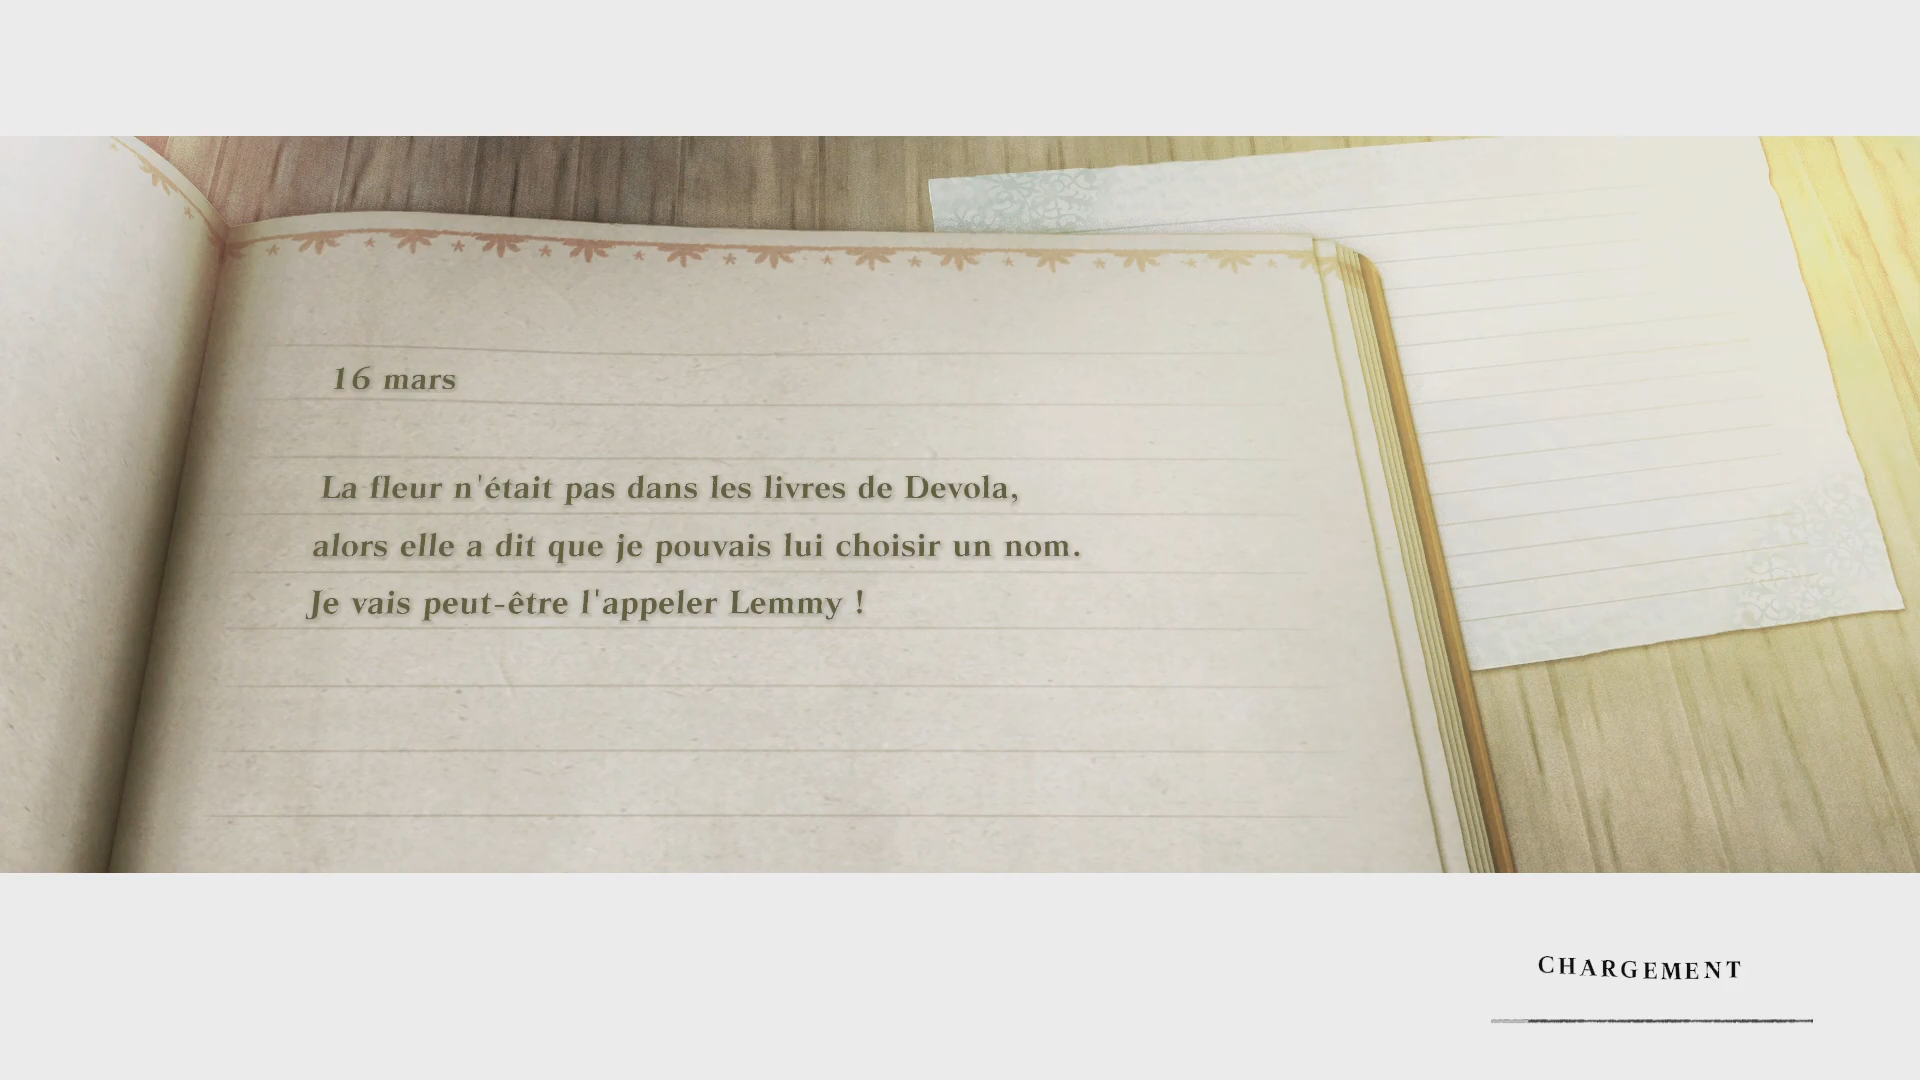 16 mars
La fleur n'était pas dans les livres de Devola,
alors elle a dit que je pouvais lui choisir un nom.
Je vais peut-être l'appeler Lemmy !
CHARGEMENT